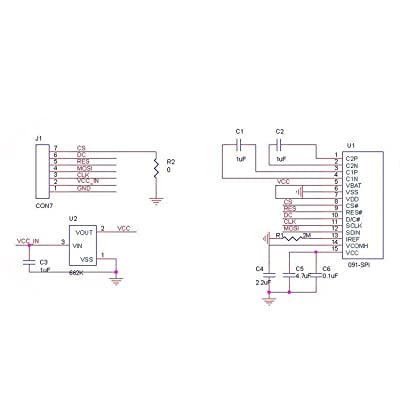 J1
7 CS
6 DC
5 RES
4 MOSI
3 CLK
2 VCC_IN
1 GND
CON7
R2
0
U2
VCC_IN 3 VIN VOUT 2 VCC
VSS 1
662K
C3
1uF
C1
1uF
C2
1uF
U1
1 C2P
2 C2N
3 C1P
4 C1N
VCC 5 VBAT
6 VSS
7 VDD
CS 8 CS#
RES 9 RES#
DC 10 D/C#
CLK 11 SCLK
MOSI 12 SDIN
R1 2M 13 IREF
14 VCOMH
15 VCC
091-SPI
C4
2.2uF
C5
4.7uF
C6
0.1uF